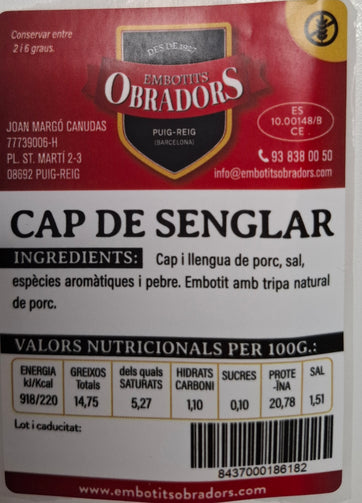 Conservar entre
2 i 6 graus.
DES DE 1927
EMBOTITS
OBRADORS
PUIG-REIG
(BARCELONA)
ES
10.00148/8
CE
JOAN MARGÓ CANUDAS
77739006-H
PL. ST. MARTÍ 2-3
08692 PUIG-REIG
93 838 00 50
info@embotitsobradors.com
CAP DE SENGLAR
INGREDIENTS: Cap i llengua de porc, sal,
espècies aromàtiques i pebre. Embotit amb tripa natural
de porc.
VALORS NUTRICIONALS PER 100G.:
ENERGIA kJ/Kcal GREIXOS Totals dels quals SATURATS HIDRATS CARBONI SUCRES PROTE-ÏNA SAL
918/220 14,75 5,27 1,10 0,10 20,78 1,51
Lot i caducitat:
8437000186182
www.embotitsobradors.com